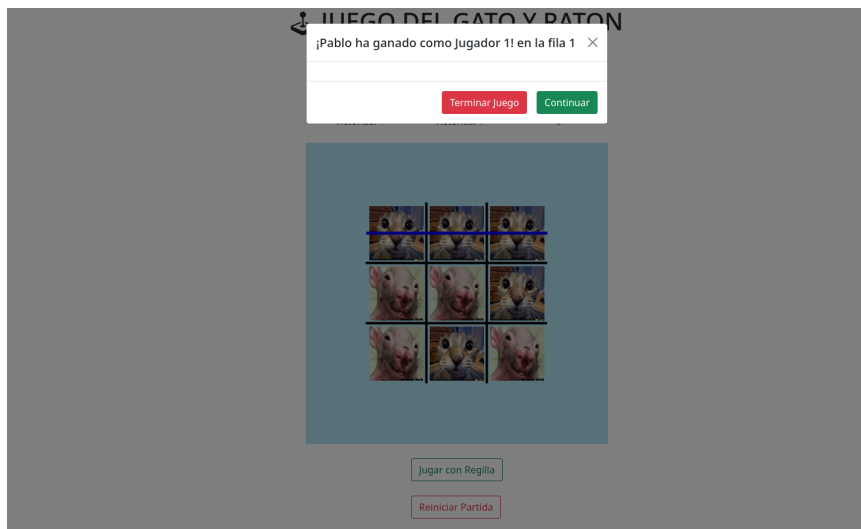 JUEGO DEL GATO Y RATON
¡Pablo ha ganado como Jugador 1! en la fila 1
Terminar Juego
Continuar
Jugar con Regilla
Reiniciar Partida